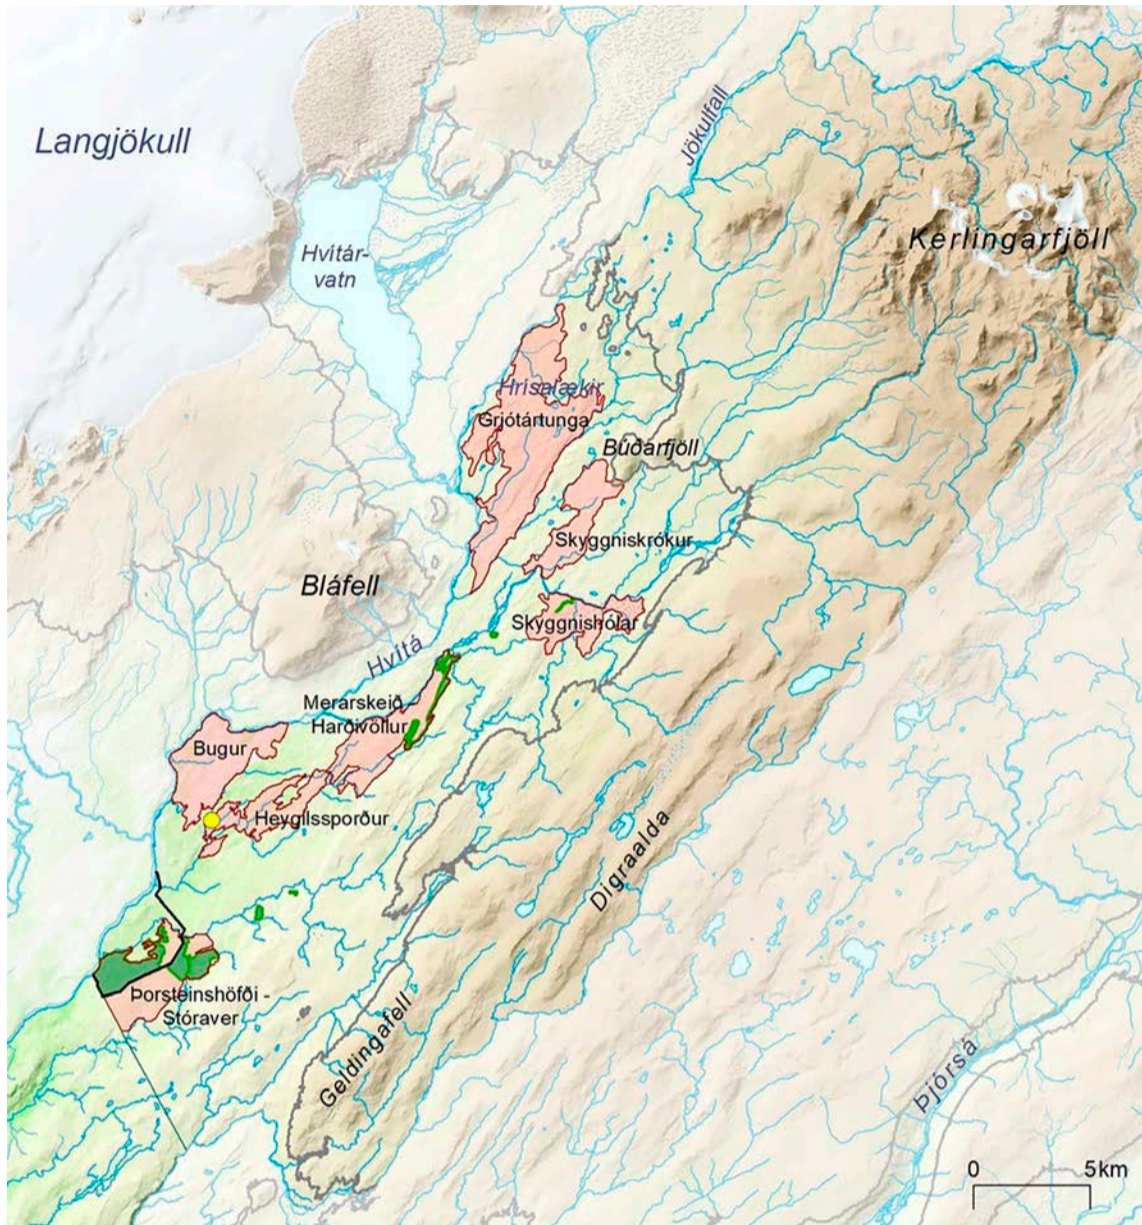 Jökulfall
Langjökull
Kerlingarfjöll
Hvítár-
vatn
Hrísalækir
Grjótártunga
Búðarfjöll
Skyggniskrókur
Bláfell
Skyggnishólar
Hvítá
Merarskeið
Harðivöllur
Bugur
Heygilssporður
Digraalda
Þorsteinshöfði -
Stóraver
Geldingafell
Þjórsá
0 5km